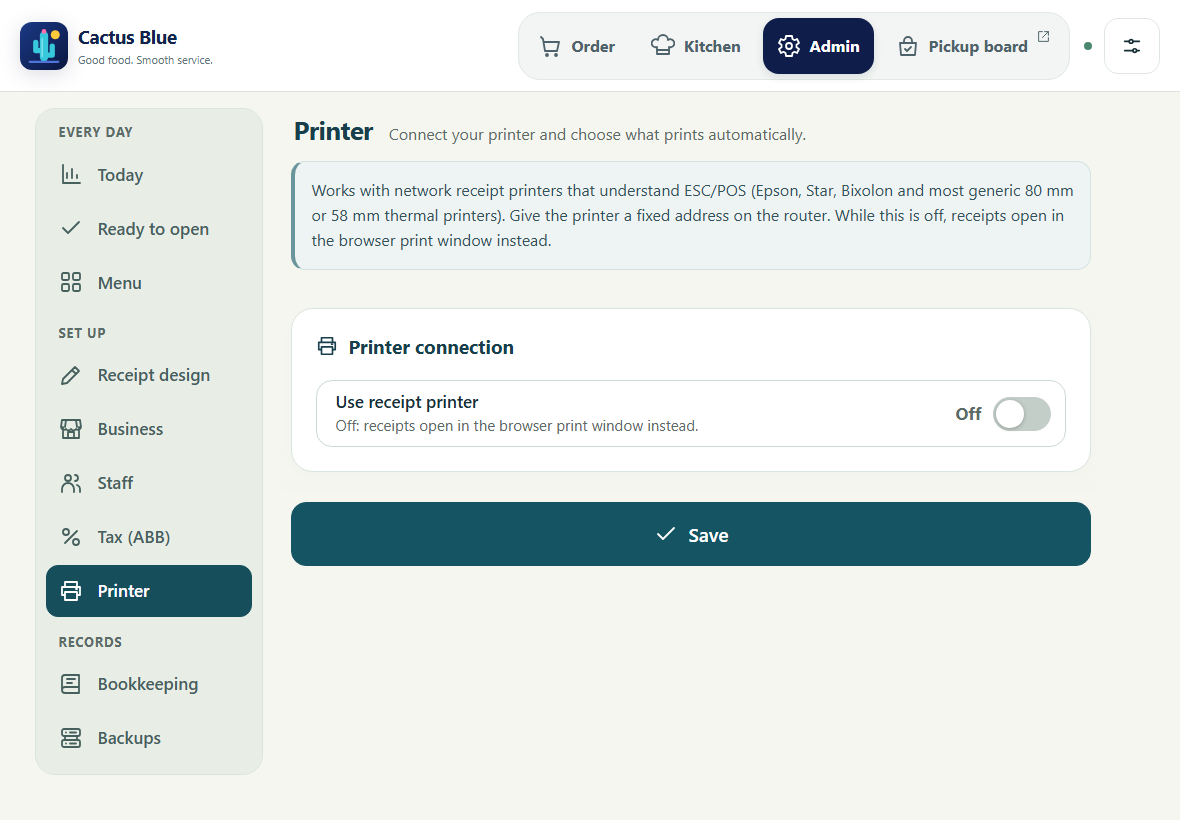 Cactus Blue
Good food. Smooth service.
Order
Kitchen
Admin
Pickup board
EVERY DAY
Today
Ready to open
Menu
SET UP
Receipt design
Business
Staff
Tax (ABB)
Printer
RECORDS
Bookkeeping
Backups
Printer
Connect your printer and choose what prints automatically.
Works with network receipt printers that understand ESC/POS (Epson, Star, Bixolon and most generic 80 mm
or 58 mm thermal printers). Give the printer a fixed address on the router. While this is off, receipts open in
the browser print window instead.
Printer connection
Use receipt printer
Off: receipts open in the browser print window instead.
Off
Save